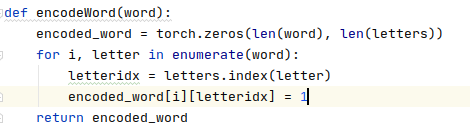 def encodeWord(word):
    encoded_word = torch.zeros(len(word), len(letters))
    for i, letter in enumerate(word):
        letteridx = letters.index(letter)
        encoded_word[i][letteridx] = 1
    return encoded_word